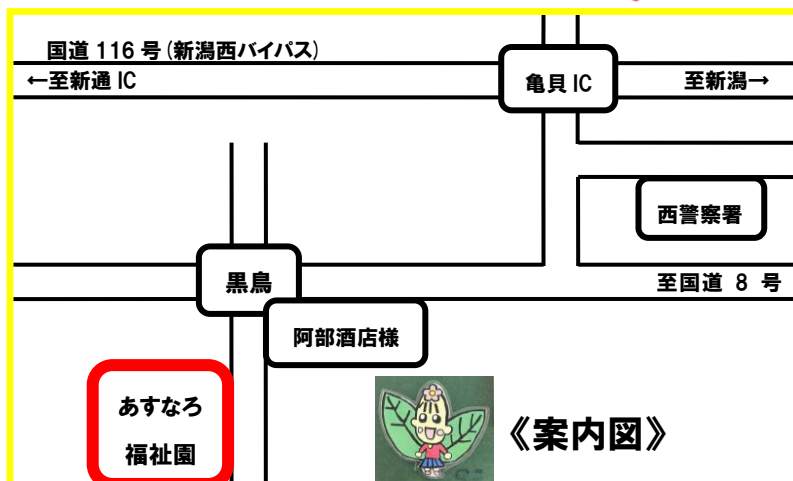 国道 116 号(新潟西バイパス)
←至新通 IC
亀貝 IC
至新潟→
西警察署
黒鳥
至国道 8 号
阿部酒店様
あすなろ
福祉園
《案内図》